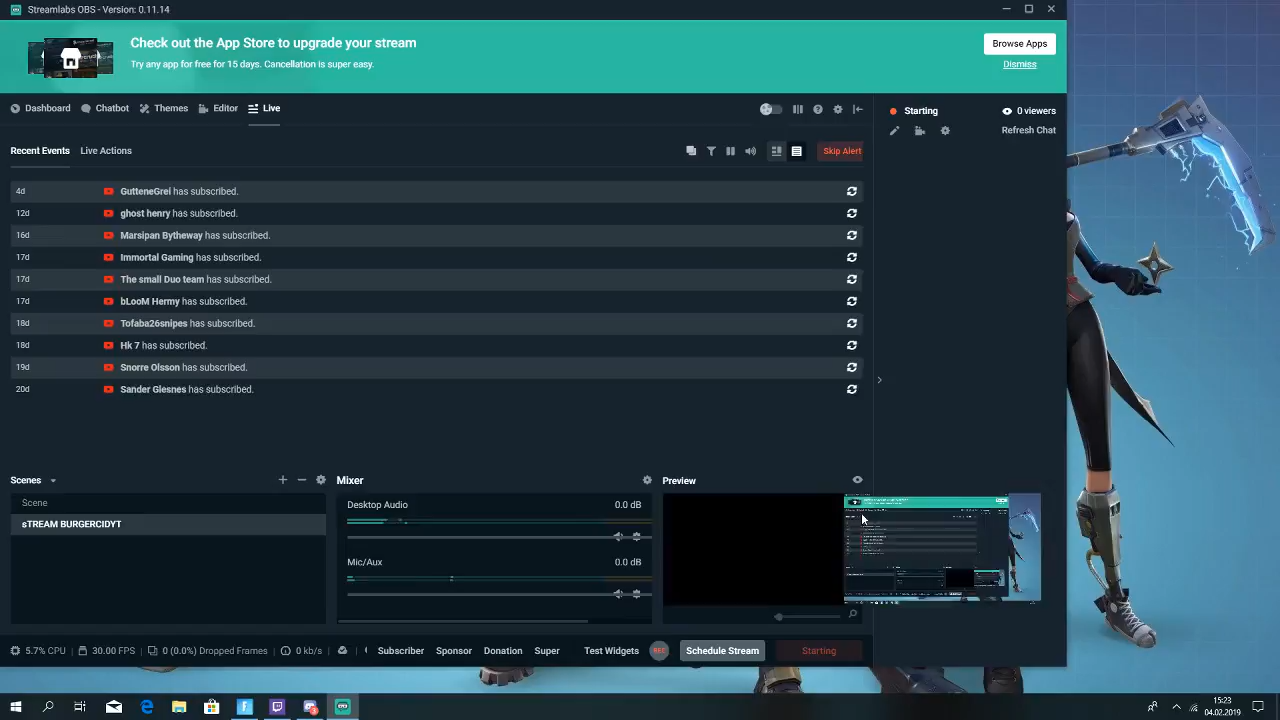 Streamlabs OBS - Version: 0.11.14
Check out the App Store to upgrade your stream
Try any app for free for 15 days. Cancellation is super easy.
Browse Apps
Dismiss
Dashboard Chatbot Themes Editor Live
Starting 0 viewers
Refresh Chat
Recent Events Live Actions Skip Alert
4d GutteneGrei has subscribed.
12d ghost henry has subscribed.
16d Marsipan Bytheway has subscribed.
17d Immortal Gaming has subscribed.
17d The small Duo team has subscribed.
17d bLooM Hermy has subscribed.
18d Tofaba26snipes has subscribed.
18d Hk 7 has subscribed.
19d Snorre Olsson has subscribed.
20d Sander Glesnes has subscribed.
Scenes Mixer Preview
Scene
TREAM BURGESCIDYT
Desktop Audio 0.0 dB
Mic/Aux 0.0 dB
5.7% CPU 30.00 FPS 0 (0.0%) Dropped Frames 0 kb/s Subscriber Sponsor Donation Super Test Widgets REC Schedule Stream Starting
15:23
04.02.2019